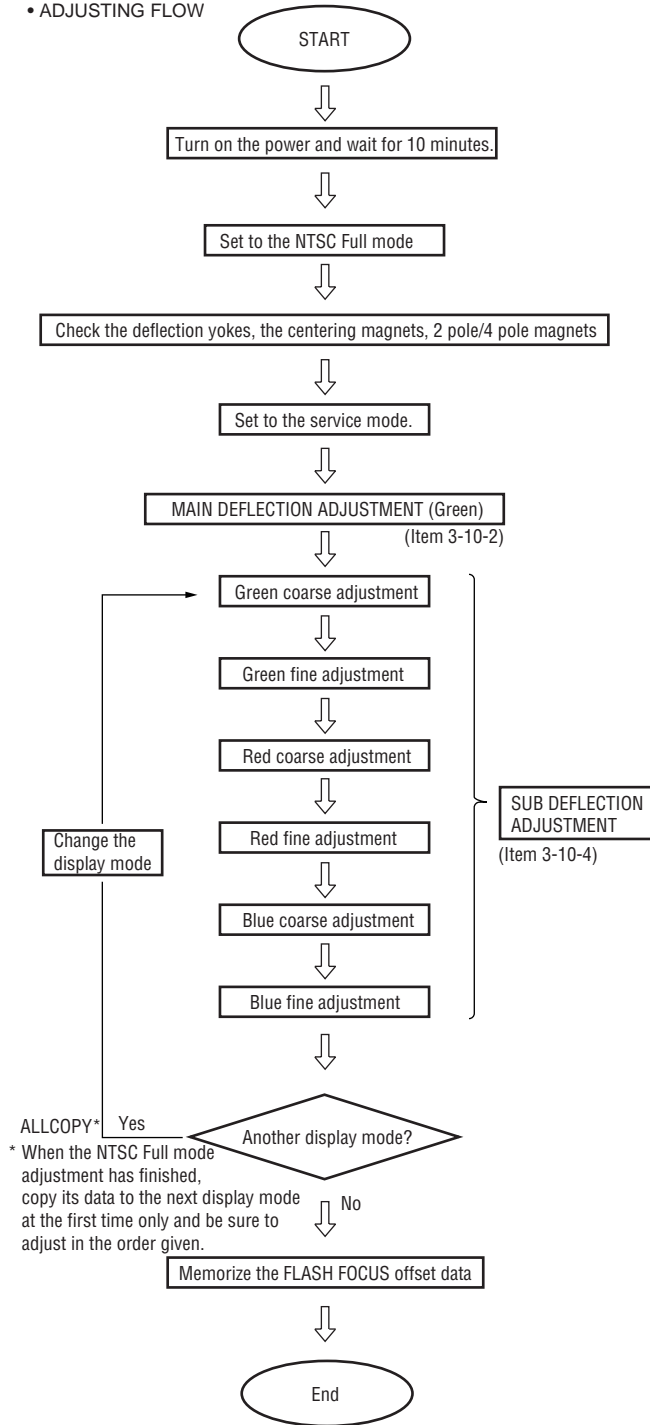 • ADJUSTING FLOW
START
Turn on the power and wait for 10 minutes.
Set to the NTSC Full mode
Check the deflection yokes, the centering magnets, 2 pole/4 pole magnets
Set to the service mode.
MAIN DEFLECTION ADJUSTMENT (Green)
(Item 3-10-2)
Green coarse adjustment
Green fine adjustment
Red coarse adjustment
Red fine adjustment
Blue coarse adjustment
Blue fine adjustment
SUB DEFLECTION
ADJUSTMENT
(Item 3-10-4)
Change the
display mode
ALLCOPY* Yes
Another display mode?
* When the NTSC Full mode
adjustment has finished,
copy its data to the next display mode
at the first time only and be sure to
adjust in the order given.
No
Memorize the FLASH FOCUS offset data
End